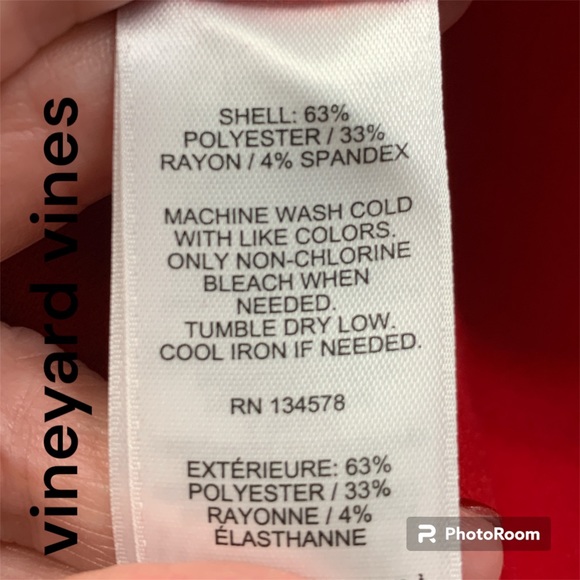 vineyard vines
SHELL: 63%
POLYESTER / 33%
RAYON / 4% SPANDEX
MACHINE WASH COLD
WITH LIKE COLORS.
ONLY NON-CHLORINE
BLEACH WHEN
NEEDED.
TUMBLE DRY LOW.
COOL IRON IF NEEDED.
RN 134578
EXTÉRIEURE: 63%
POLYESTER / 33%
RAYONNE / 4%
ÉLASTHANNE
PhotoRoom